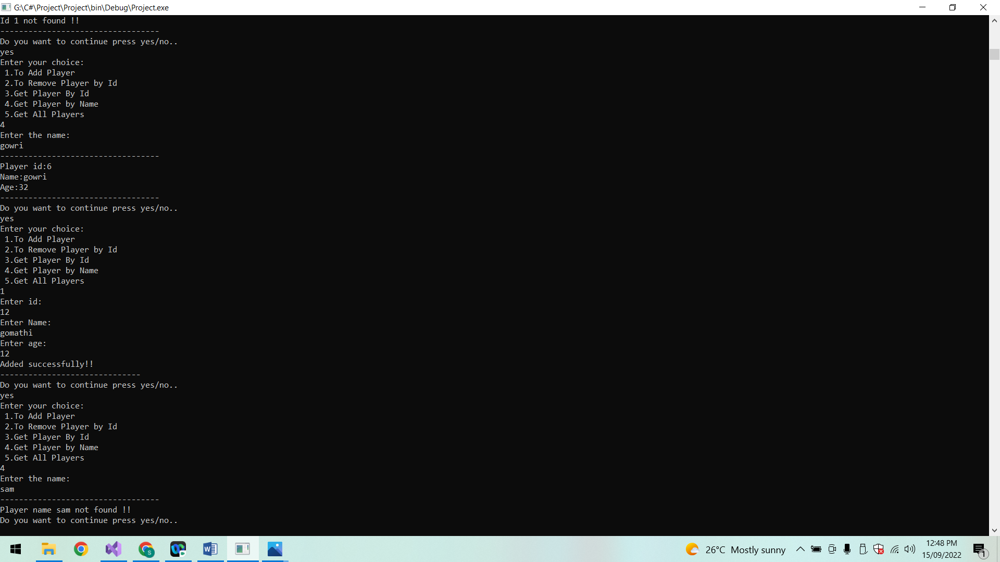 G:\C#\Project\Project\bin\Debug\Project.exe
Id 1 not found !!
----------------------------------
Do you want to continue press yes/no..
yes
Enter your choice:
 1.To Add Player
 2.To Remove Player by Id
 3.Get Player By Id
 4.Get Player by Name
 5.Get All Players
4
Enter the name:
gowri
----------------------------------
Player id:6
Name:gowri
Age:32
----------------------------------
Do you want to continue press yes/no..
yes
Enter your choice:
 1.To Add Player
 2.To Remove Player by Id
 3.Get Player By Id
 4.Get Player by Name
 5.Get All Players
1
Enter id:
12
Enter Name:
gomathi
Enter age:
12
Added successfully!!
------------------------------
Do you want to continue press yes/no..
yes
Enter your choice:
 1.To Add Player
 2.To Remove Player by Id
 3.Get Player By Id
 4.Get Player by Name
 5.Get All Players
4
Enter the name:
sam
----------------------------------
Player name sam not found !!
Do you want to continue press yes/no..
26°C Mostly sunny
12:48 PM
15/09/2022
1